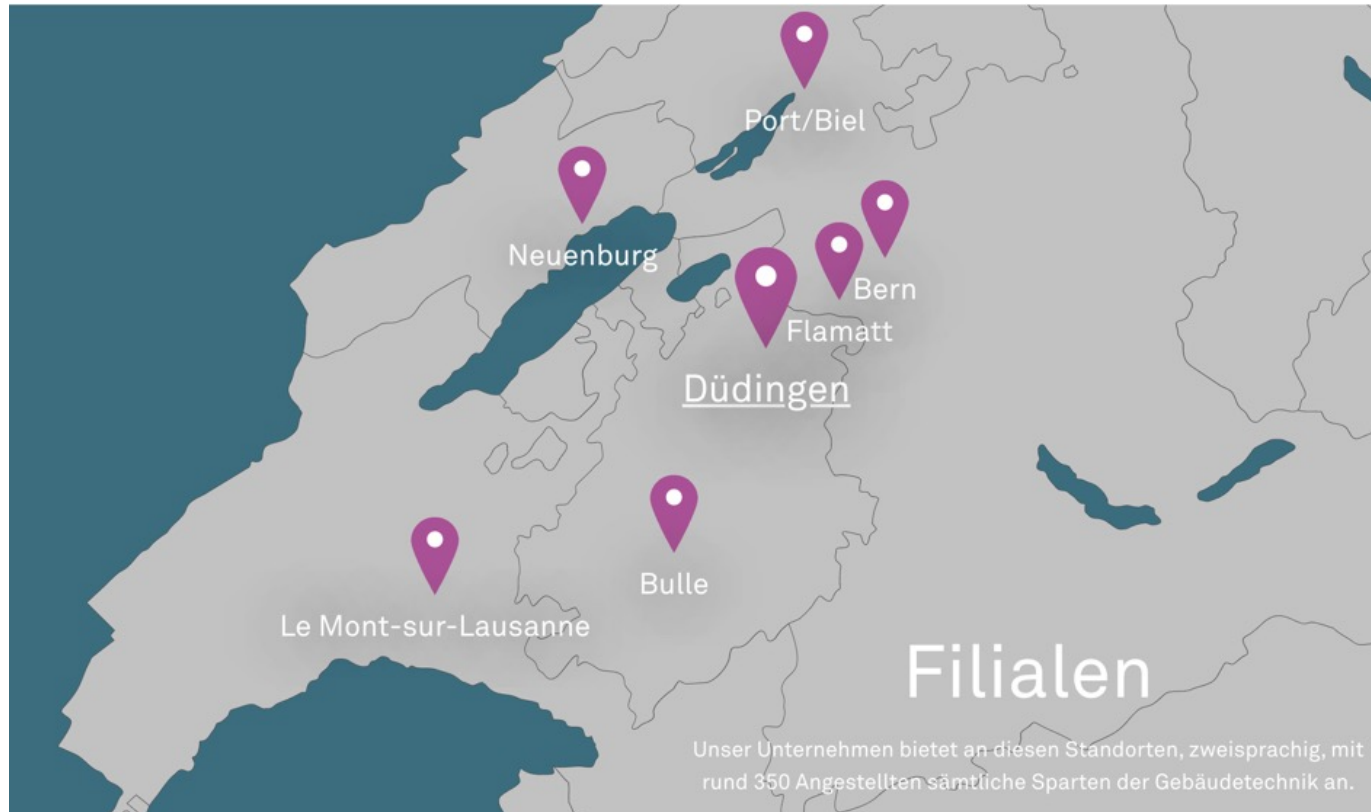 Port/Biel
Neuenburg
Bern
Flamatt
Düdingen
Bulle
Le Mont-sur-Lausanne
Filialen
Unser Unternehmen bietet an diesen Standorten, zweisprachig, mit
rund 350 Angestellten sämtliche Sparten der Gebäudetechnik an.